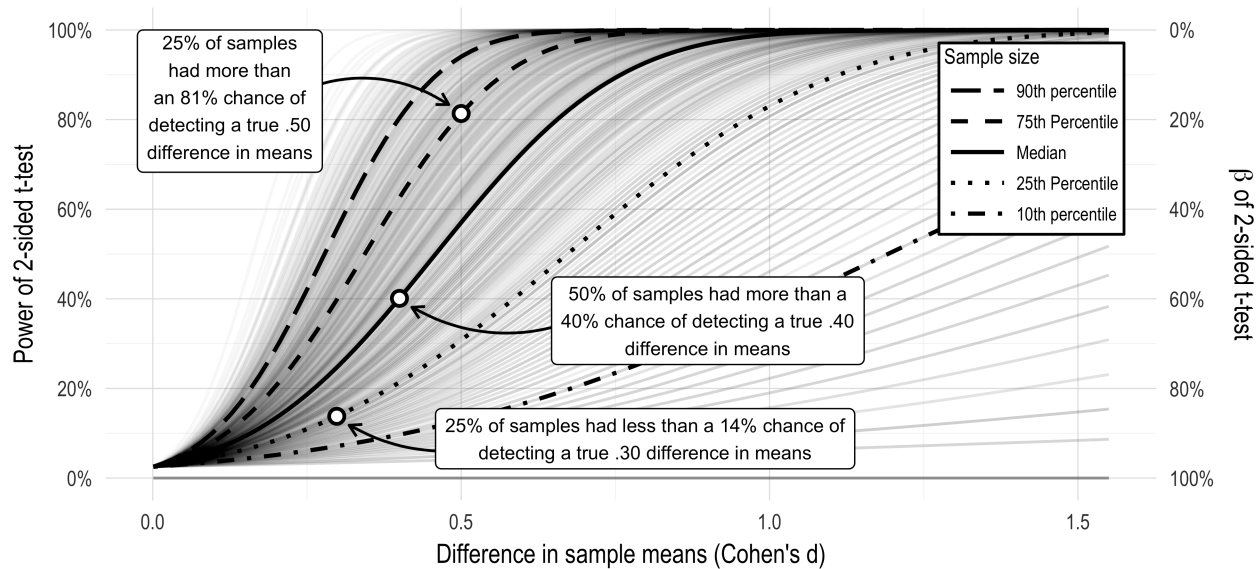 100%
80%
60%
40%
20%
0%
Power of 2-sided t-test
25% of samples
had more than
an 81% chance of
detecting a true .50
difference in means
50% of samples had more than a
40% chance of detecting a true .40
difference in means
25% of samples had less than a 14% chance of
detecting a true .30 difference in means
Sample size
90th percentile
75th Percentile
Median
25th Percentile
10th percentile
0%
20%
40%
60%
80%
100%
β of 2-sided t-test
0.0
0.5
1.0
1.5
Difference in sample means (Cohen's d)